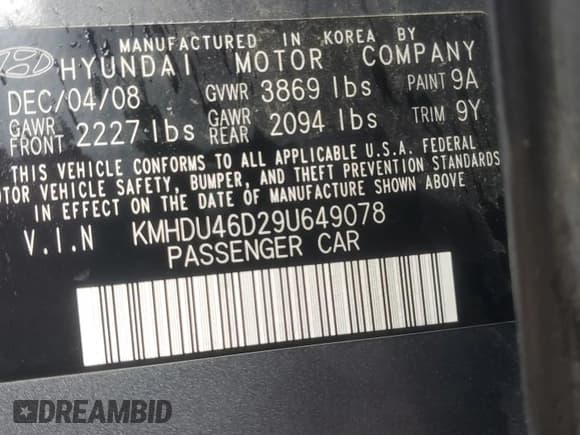 MANUFACTURED IN KOREA BY
HYUNDAI MOTOR COMPANY
DEC/04/08 GVWR 3869 lbs PAINT 9A
GAWR FRONT 2227 lbs GAWR REAR 2094 lbs TRIM 9Y
THIS VEHICLE CONFORMS TO ALL APPLICABLE U.S.A. FEDERAL
OTOR VEHICLE SAFETY, BUMPER, AND THEFT PREVENTION STANDARDS
IN EFFECT ON THE DATE OF MANUFACTURE SHOWN ABOVE.
V.I.N KMHDU46D29U649078
PASSENGER CAR
DREAMBID